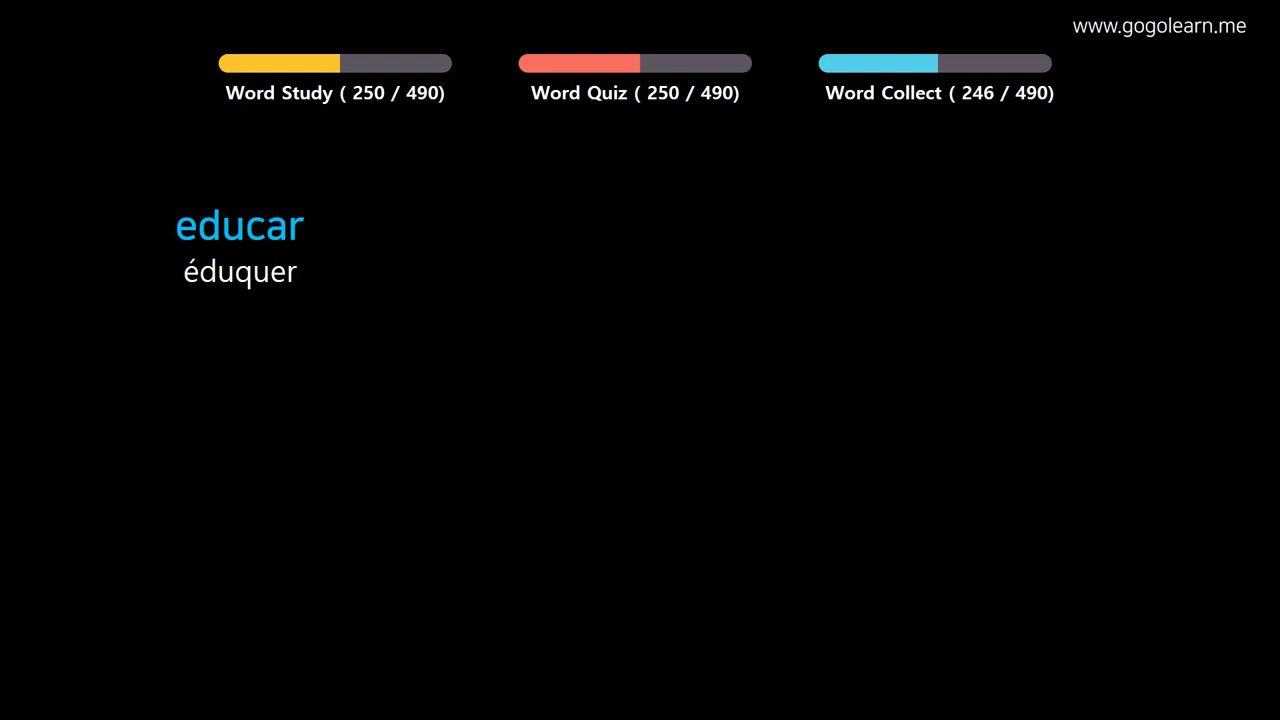 www.gogolearn.me
Word Study ( 250 / 490)
Word Quiz ( 250 / 490)
Word Collect ( 246 / 490)
educar
éduquer